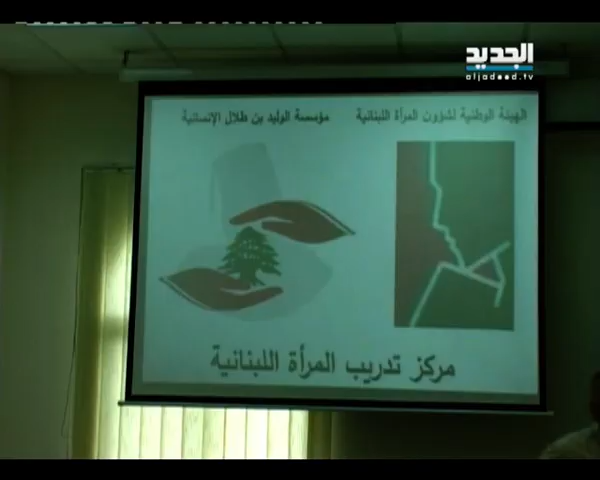 الجديد
aljadeed.tv
الهيئة الوطنية لشؤون المرأة اللبنانية
مؤسسة الوليد بن طلال الإنسانية
مركز تدريب المرأة اللبنانية